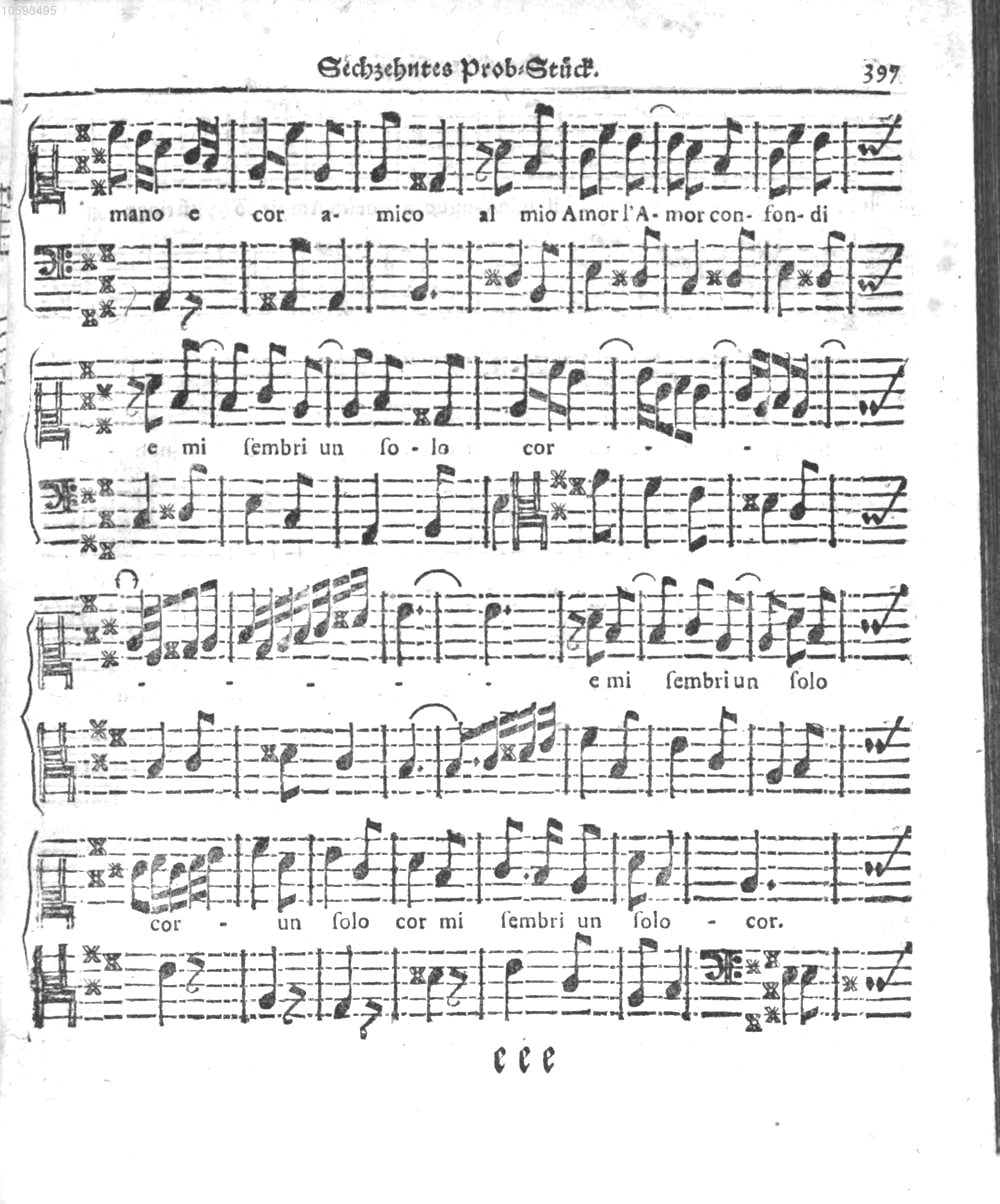 10598495
Sechzehntes Prob-Stück. 397
mano e cor a- mico al mio Amor l'A- mor con- fon- di
e mi ſembri un ſo - lo cor - -
- - - - - e mi ſembri un ſolo
cor - un ſolo cor mi ſembri un ſolo - cor.
e e e